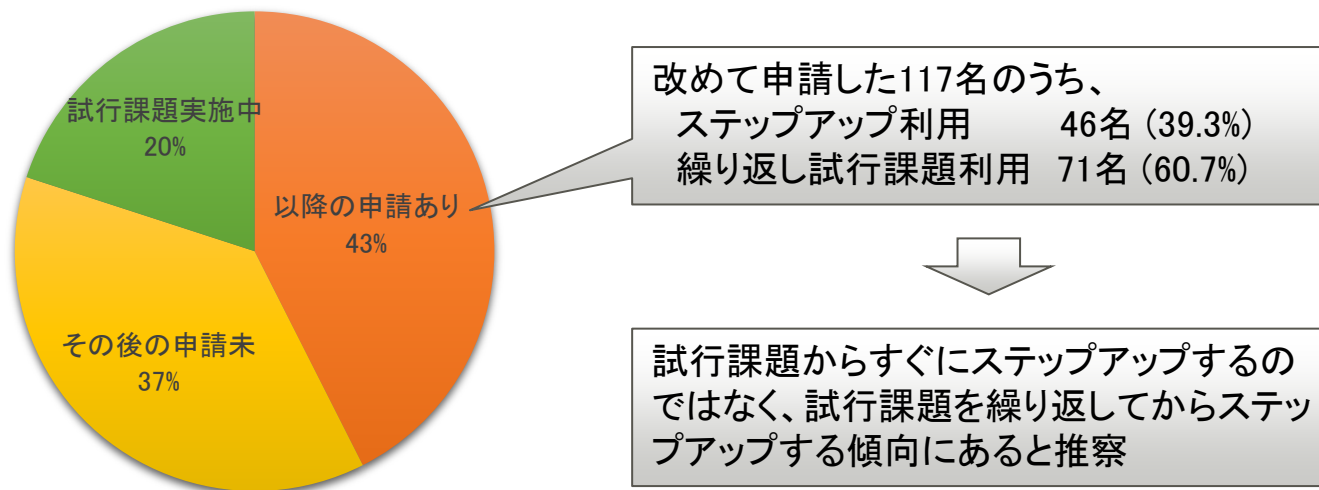 試行課題実施中
20%
以降の申請あり
43%
その後の申請未
37%
改めて申請した117名のうち、
ステップアップ利用 46名 (39.3%)
繰り返し試行課題利用 71名 (60.7%)
試行課題からすぐにステップアップするの
ではなく、試行課題を繰り返してからステッ
プアップする傾向にあると推察